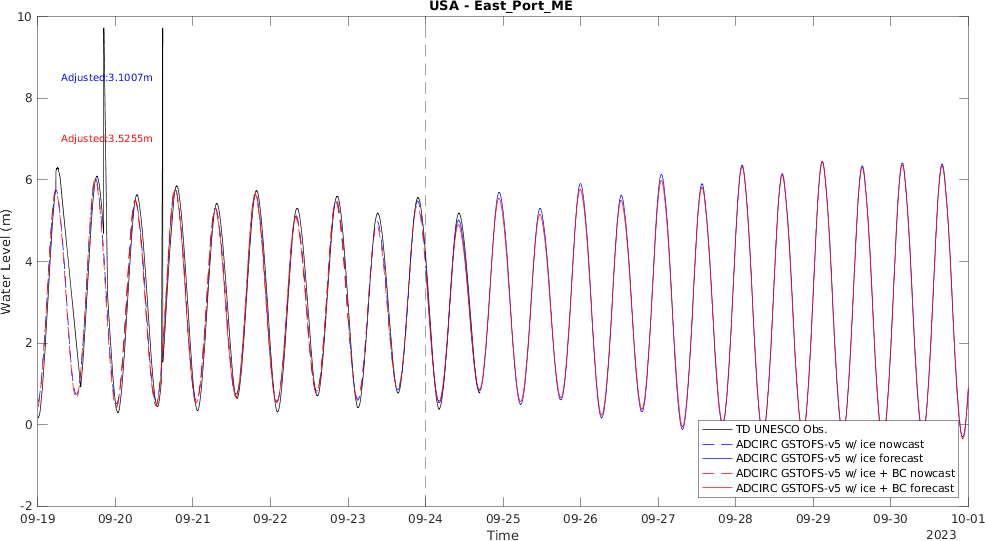 USA - East_Port_ME
10
8
6
4
2
0
-2
Water Level (m)
Adjusted:3.1007m
Adjusted:3.5255m
TD UNESCO Obs.
ADCIRC GSTOFS-v5 w/ ice nowcast
ADCIRC GSTOFS-v5 w/ ice forecast
ADCIRC GSTOFS-v5 w/ ice + BC nowcast
ADCIRC GSTOFS-v5 w/ ice + BC forecast
09-19 09-20 09-21 09-22 09-23 09-24 09-25 09-26 09-27 09-28 09-29 09-30 10-01
Time
2023